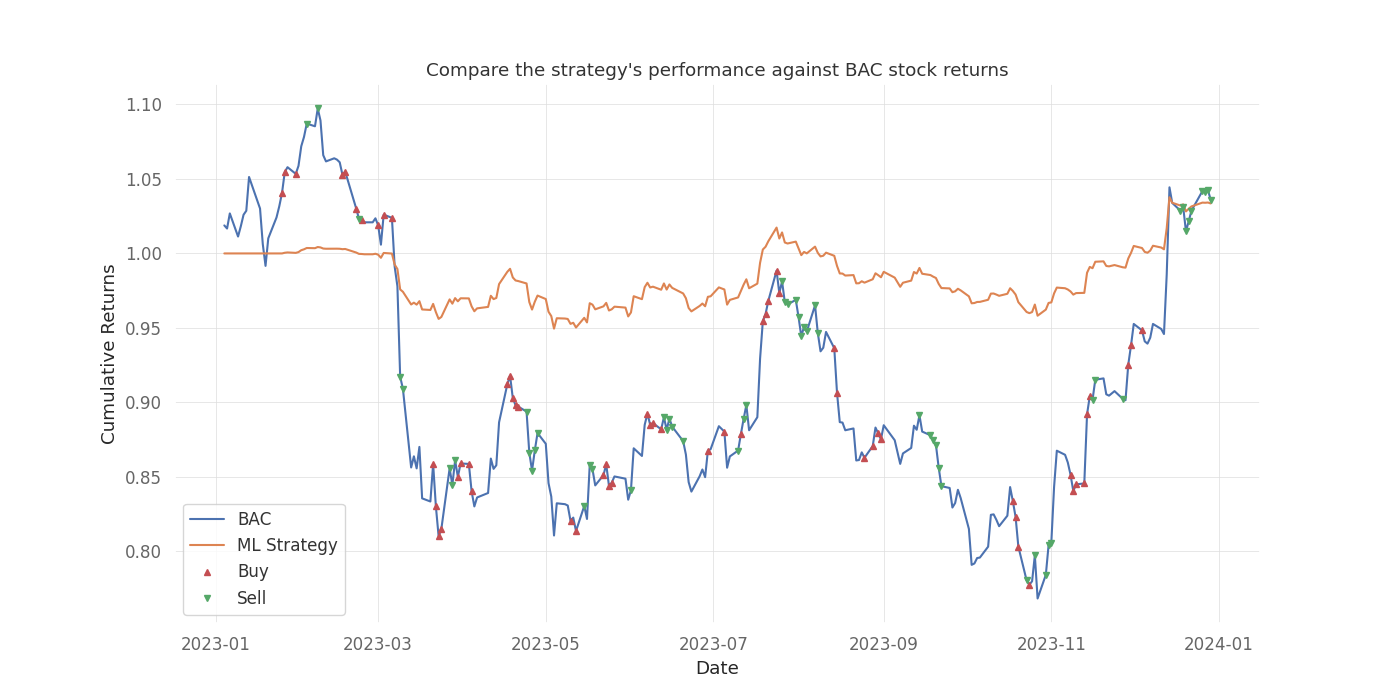 Compare the strategy's performance against BAC stock returns
1.10
1.05
1.00
0.95
0.90
0.85
0.80
Cumulative Returns
BAC
ML Strategy
Buy
Sell
2023-01 2023-03 2023-05 2023-07 2023-09 2023-11 2024-01
Date